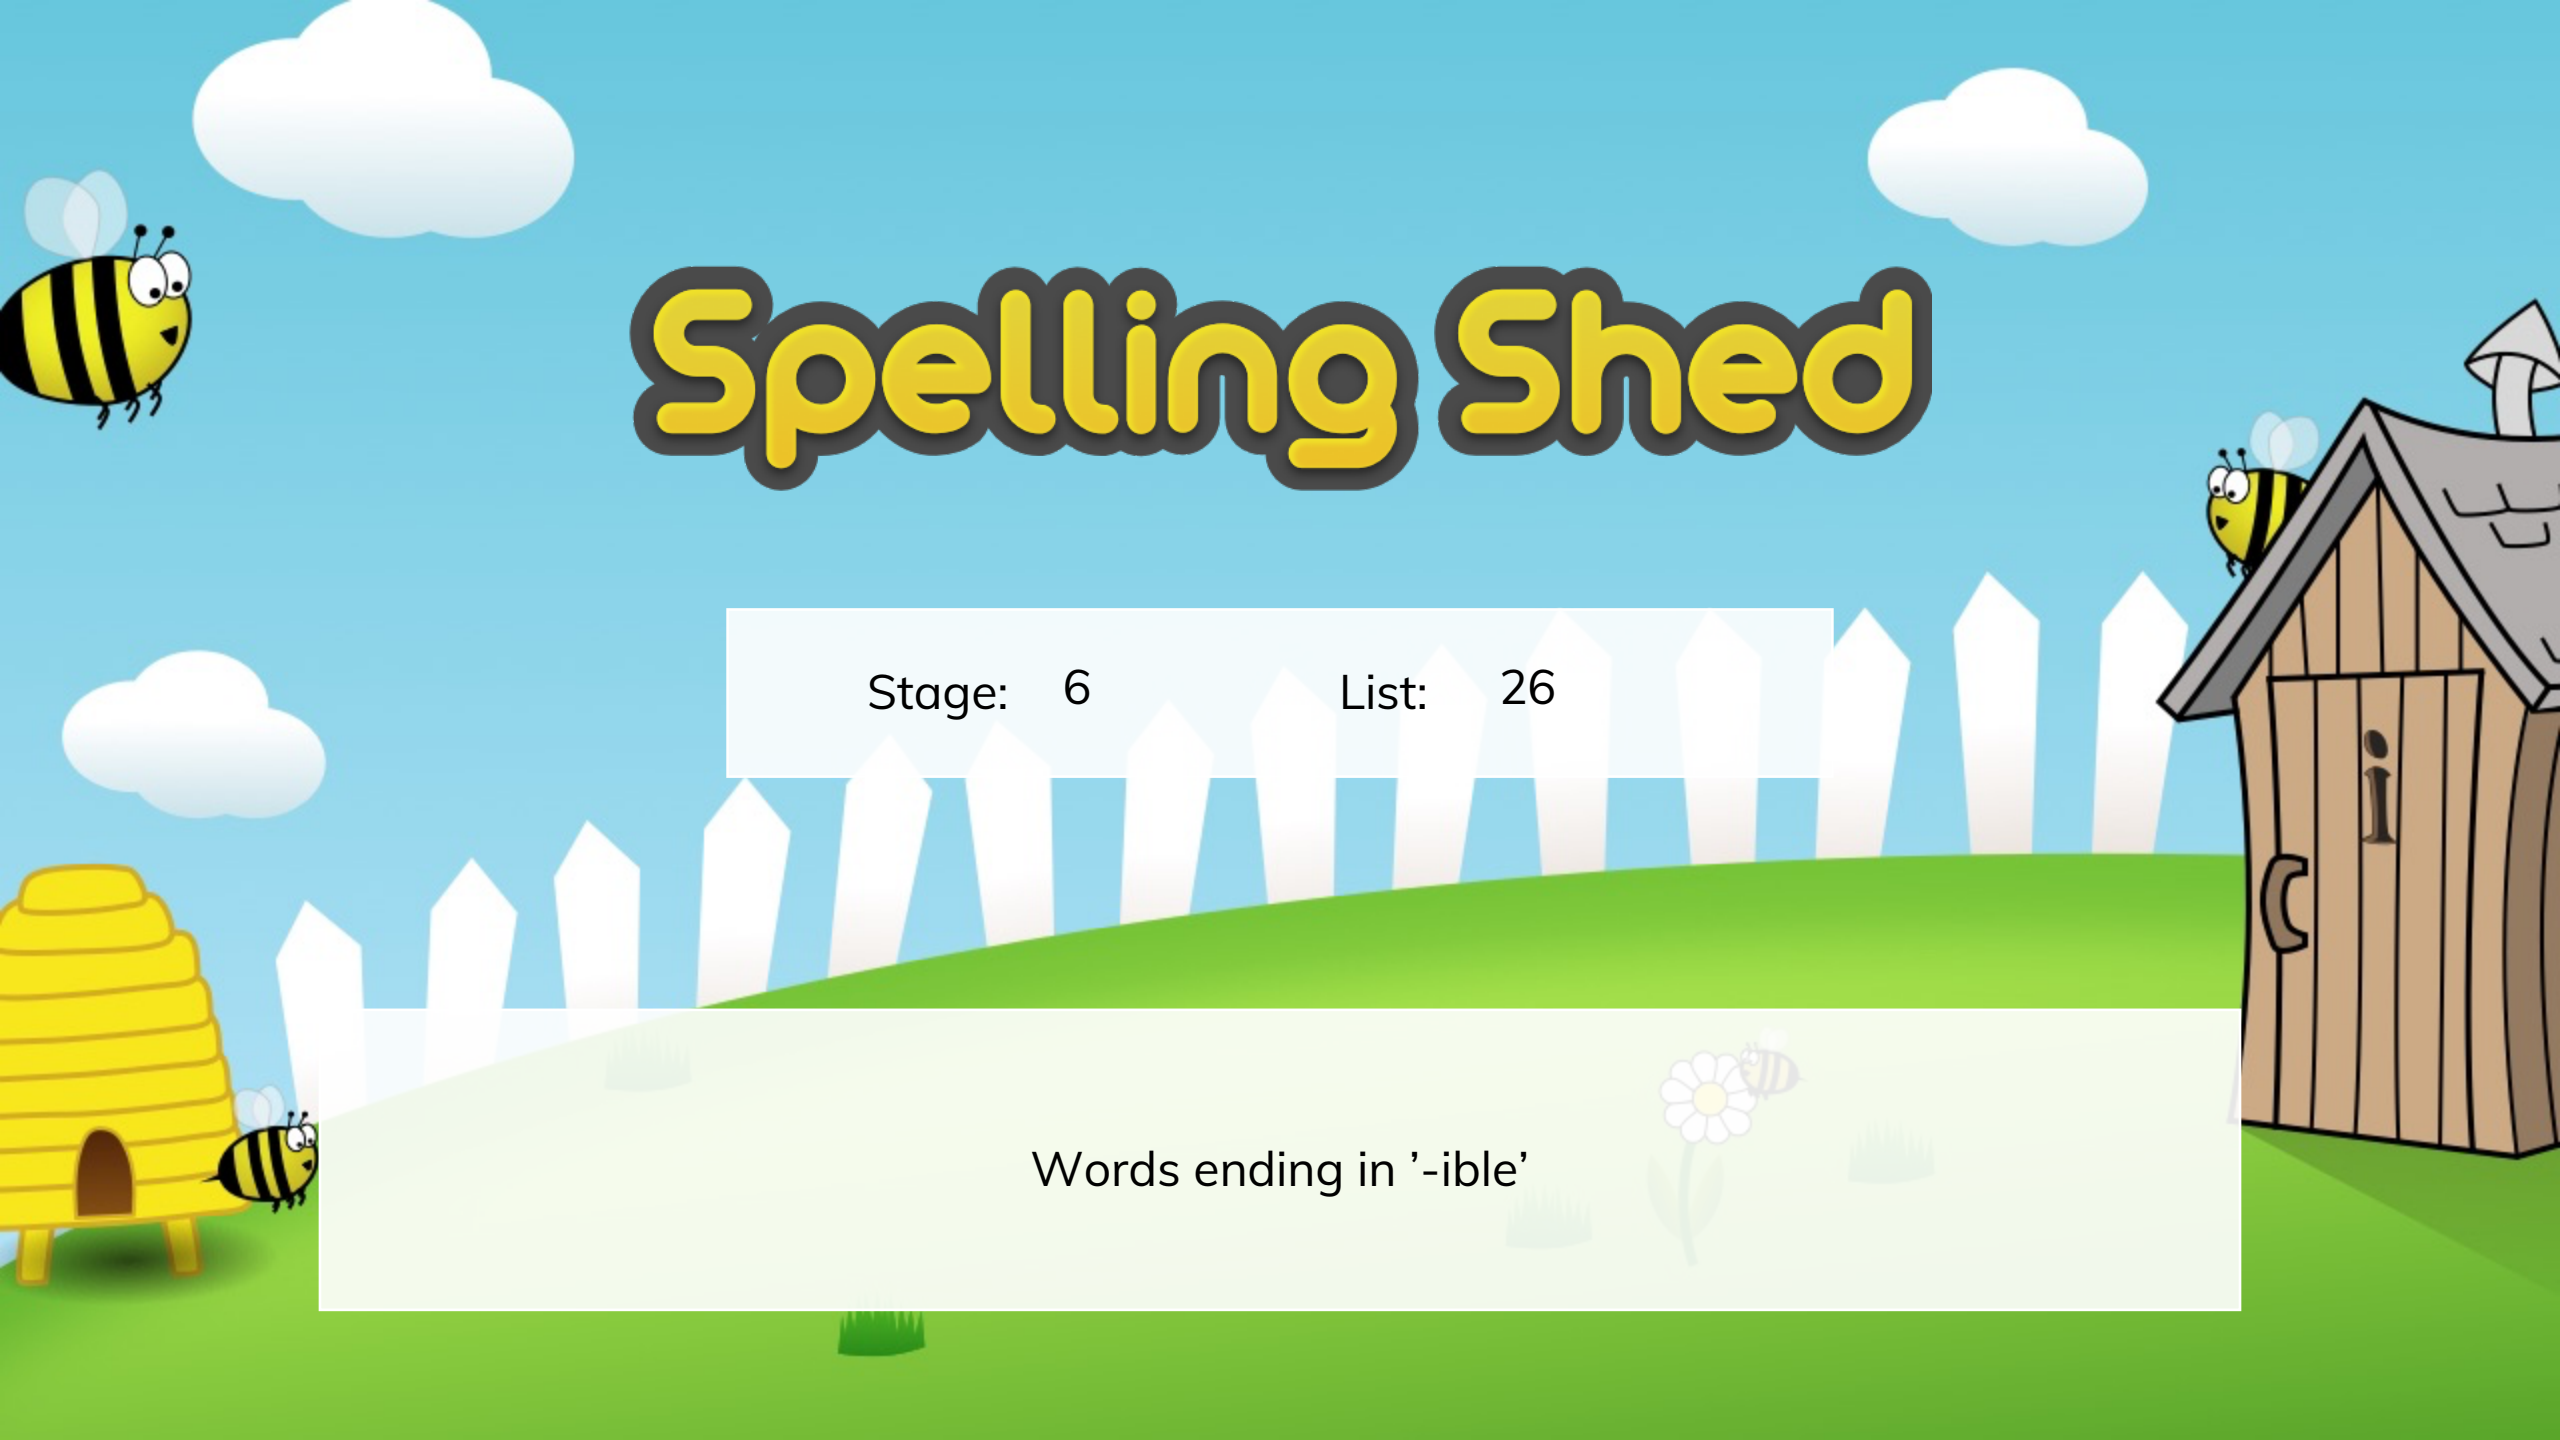 Spelling Shed
Stage: 6 List: 26
i
Words ending in ’-ible’